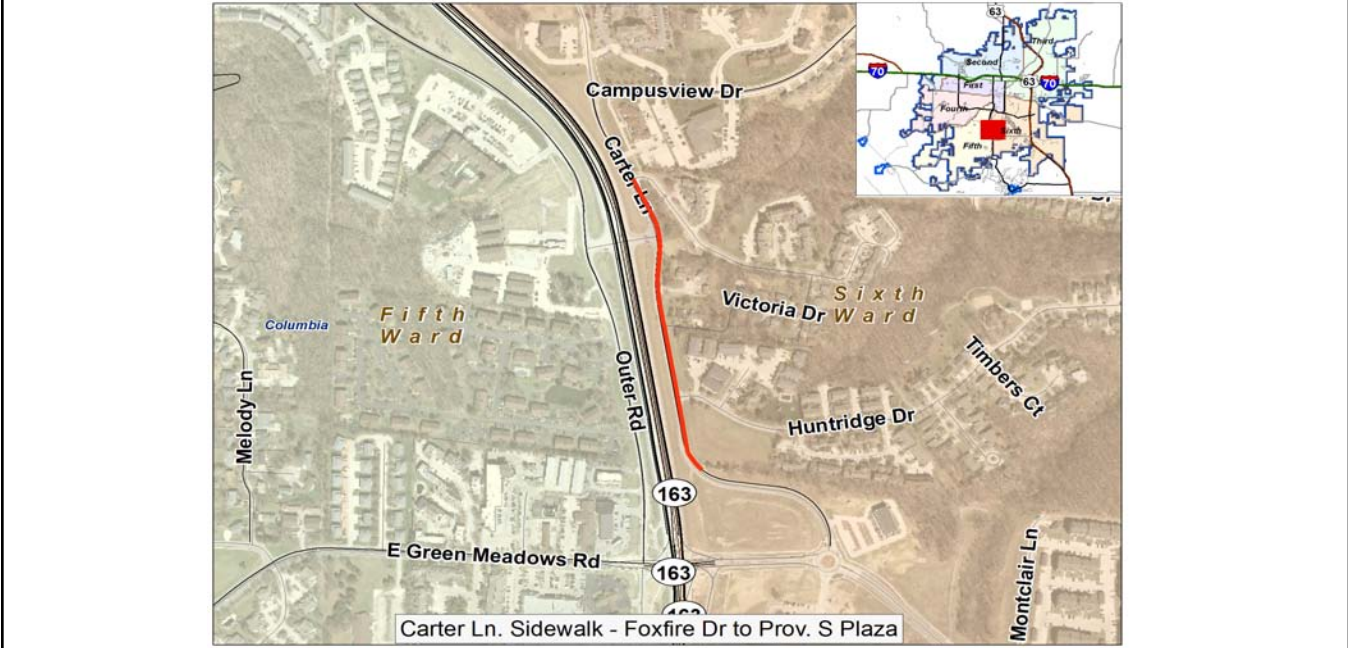 63
Third
Second
70
63
70
First
Fourth
Sixth
Fifth
Campusview Dr
Carter Ln
Victoria Dr
Sixth
Ward
Fifth
Ward
Columbia
Timbers Ct
Outer Rd
Melody Ln
Huntridge Dr
163
E Green Meadows Rd
163
Montclair Ln
163
Carter Ln. Sidewalk - Foxfire Dr to Prov. S Plaza